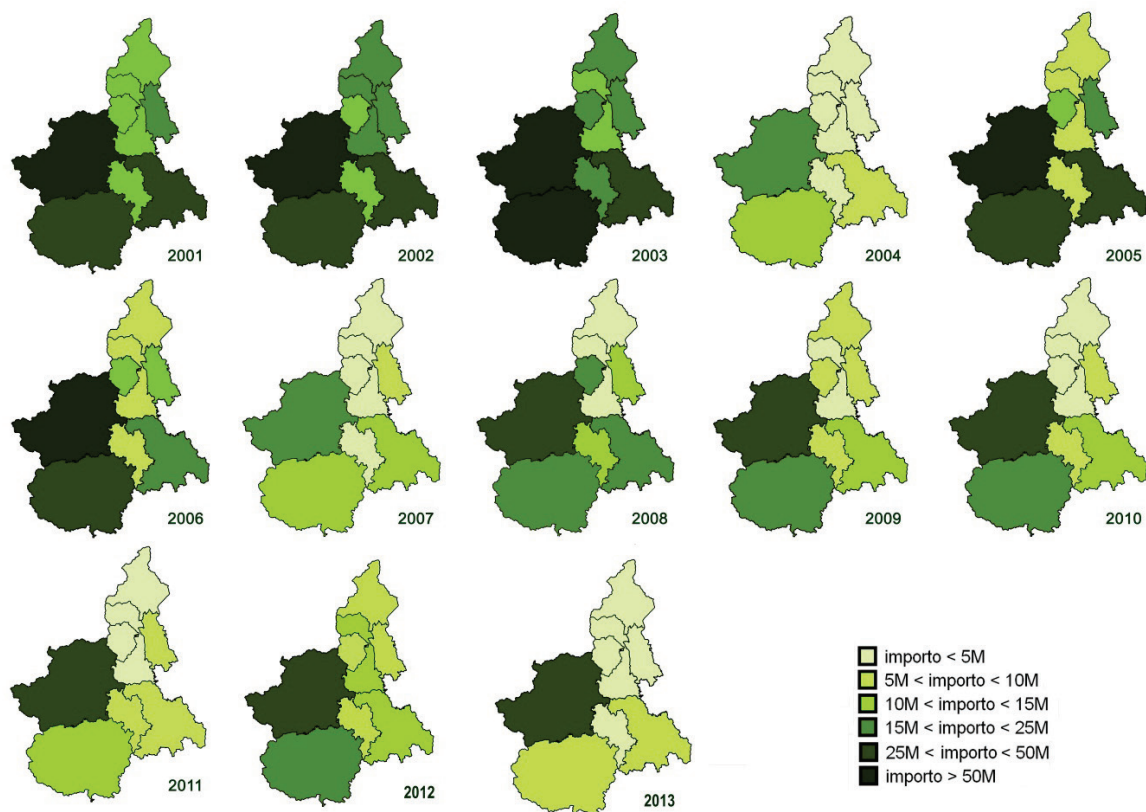 2001
2002
2003
2004
2005
2006
2007
2008
2009
2010
2011
2012
2013
importo < 5M
5M < importo < 10M
10M < importo < 15M
15M < importo < 25M
25M < importo < 50M
importo > 50M